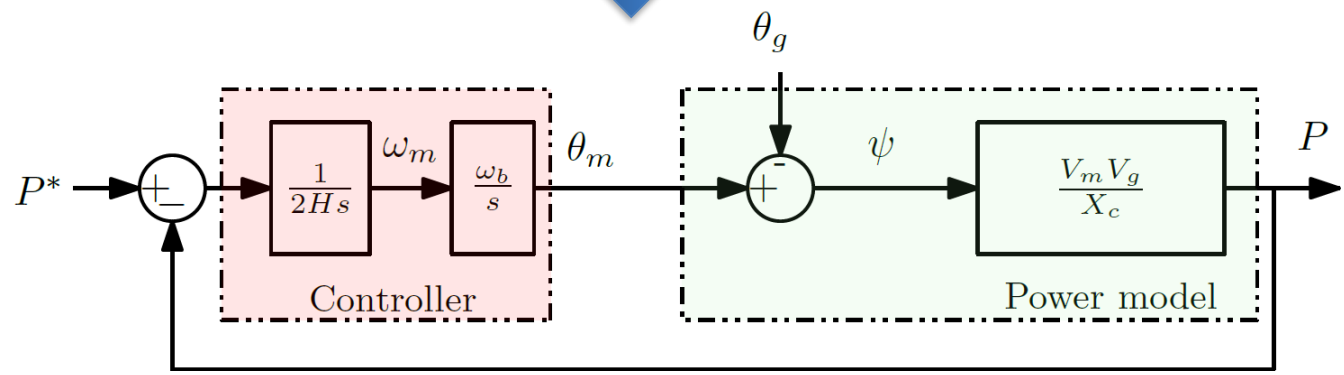 θ_g
P* + − 1/(2Hs) ω_m ω_b/s θ_m + - ψ V_m V_g/X_c P
Controller
Power model